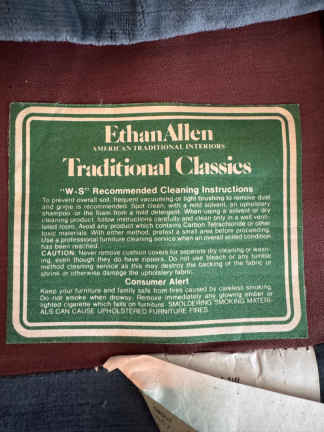 Ethan Allen
AMERICAN TRADITIONAL INTERIORS
Traditional Classics
"W-S" Recommended Cleaning Instructions
To prevent overall soil, frequent vacuuming or light brushing to remove dust
and grime is recommended. Spot clean, with a mild solvent, an upholstery
shampoo, or the foam from a mild detergent. When using a solvent or dry
cleaning product, follow instructions carefully and clean only in a well venti-
lated room. Avoid any product which contains Carbon Tetrachloride or other
toxic materials. With either method, pretest a small area before proceeding.
Use a professional furniture cleaning service when an overall soiled condition
has been reached.
CAUTION: Never remove cushion covers for separate dry cleaning or wash-
ing, even though they do have zippers. Do not use bleach or any tumble
method cleaning service as this may destroy the backing of the fabric or
shrink or otherwise damage the upholstery fabric.
Consumer Alert
Keep your furniture and family safe from fires caused by careless smoking.
Do not smoke when drowsy. Remove immediately any glowing ember or
lighted cigarette which falls on furniture. SMOLDERING SMOKING MATERI-
ALS CAN CAUSE UPHOLSTERED FURNITURE FIRES.